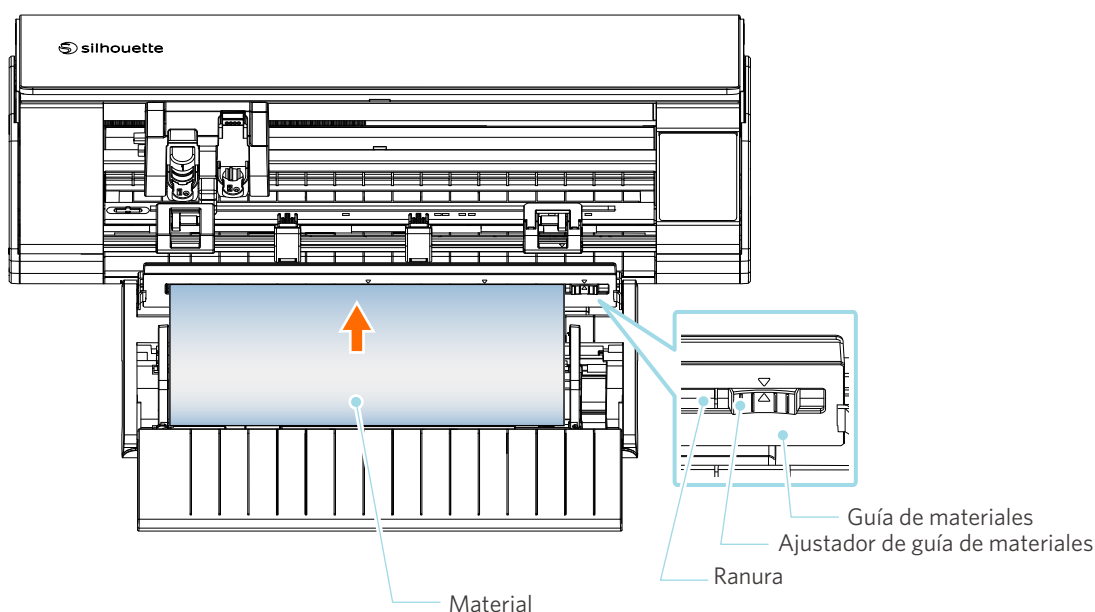 silhouette
Guía de materiales
Ajustador de guía de materiales
Ranura
Material